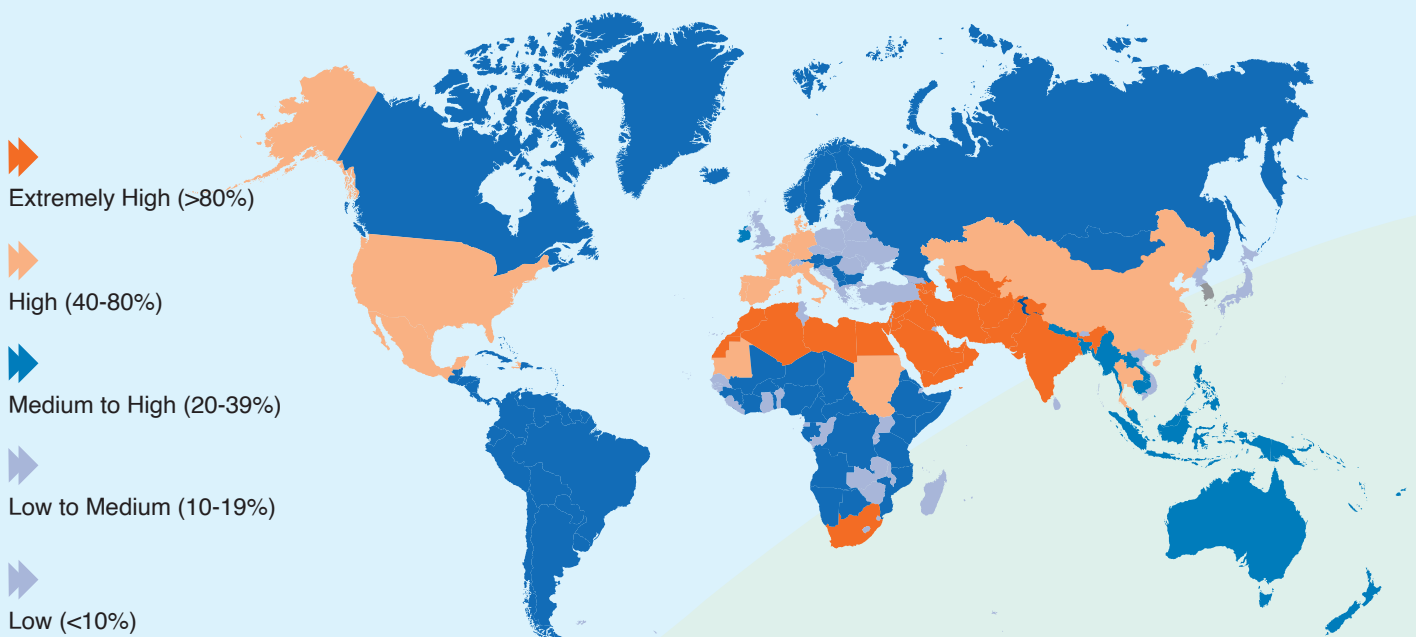 Extremely High (>80%)
High (40-80%)
Medium to High (20-39%)
Low to Medium (10-19%)
Low (<10%)